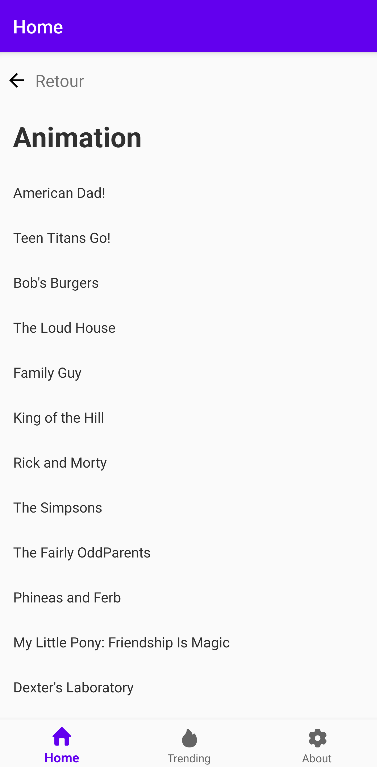 Home
Retour
Animation
American Dad!
Teen Titans Go!
Bob's Burgers
The Loud House
Family Guy
King of the Hill
Rick and Morty
The Simpsons
The Fairly OddParents
Phineas and Ferb
My Little Pony: Friendship Is Magic
Dexter's Laboratory
Home
Trending
About